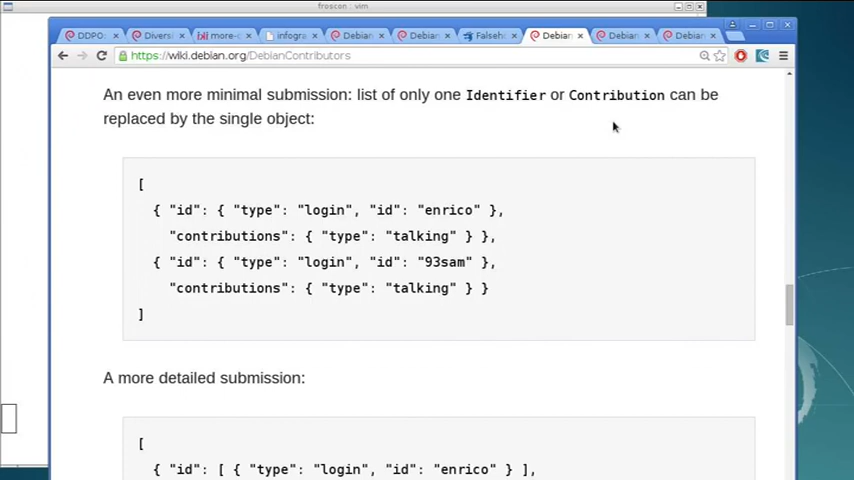 froscon : vim
DDPO:
Diversi
more-c
infogra
Debian
Debian
Falseh
Debian
Debian
Debian
https://wiki.debian.org/DebianContributors
An even more minimal submission: list of only one Identifier or Contribution can be
replaced by the single object:
[
{ "id": { "type": "login", "id": "enrico" },
"contributions": { "type": "talking" } },
{ "id": { "type": "login", "id": "93sam" },
"contributions": { "type": "talking" } }
]
A more detailed submission:
[
{ "id": [ { "type": "login", "id": "enrico" } ],